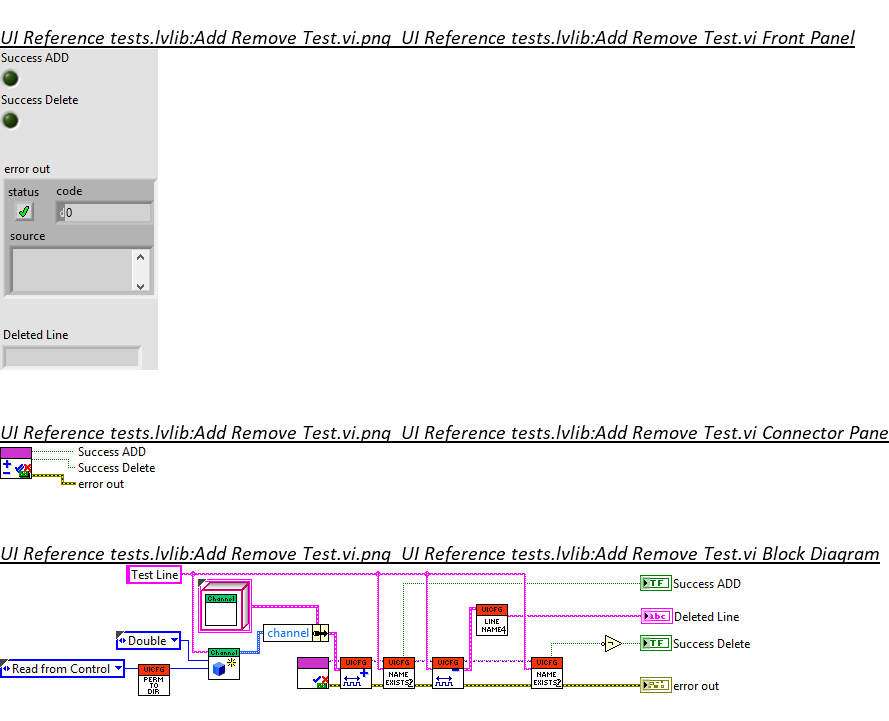 UI Reference tests.lvlib:Add Remove Test.vi.png  UI Reference tests.lvlib:Add Remove Test.vi Front Panel
Success ADD
Success Delete
error out
status code
0
source
Deleted Line
UI Reference tests.lvlib:Add Remove Test.vi.png  UI Reference tests.lvlib:Add Remove Test.vi Connector Pane
Success ADD
Success Delete
error out
UI Reference tests.lvlib:Add Remove Test.vi.png  UI Reference tests.lvlib:Add Remove Test.vi Block Diagram
Test Line
TF Success ADD
Channel
UICFG
LINE
NAME4
abc Deleted Line
channel
Double
Channel
TF Success Delete
Read from Control
UICFG
PERM
TO
DIR
UICFG
UICFG
NAME
EXISTS?
UICFG
UICFG
NAME
EXISTS?
error out